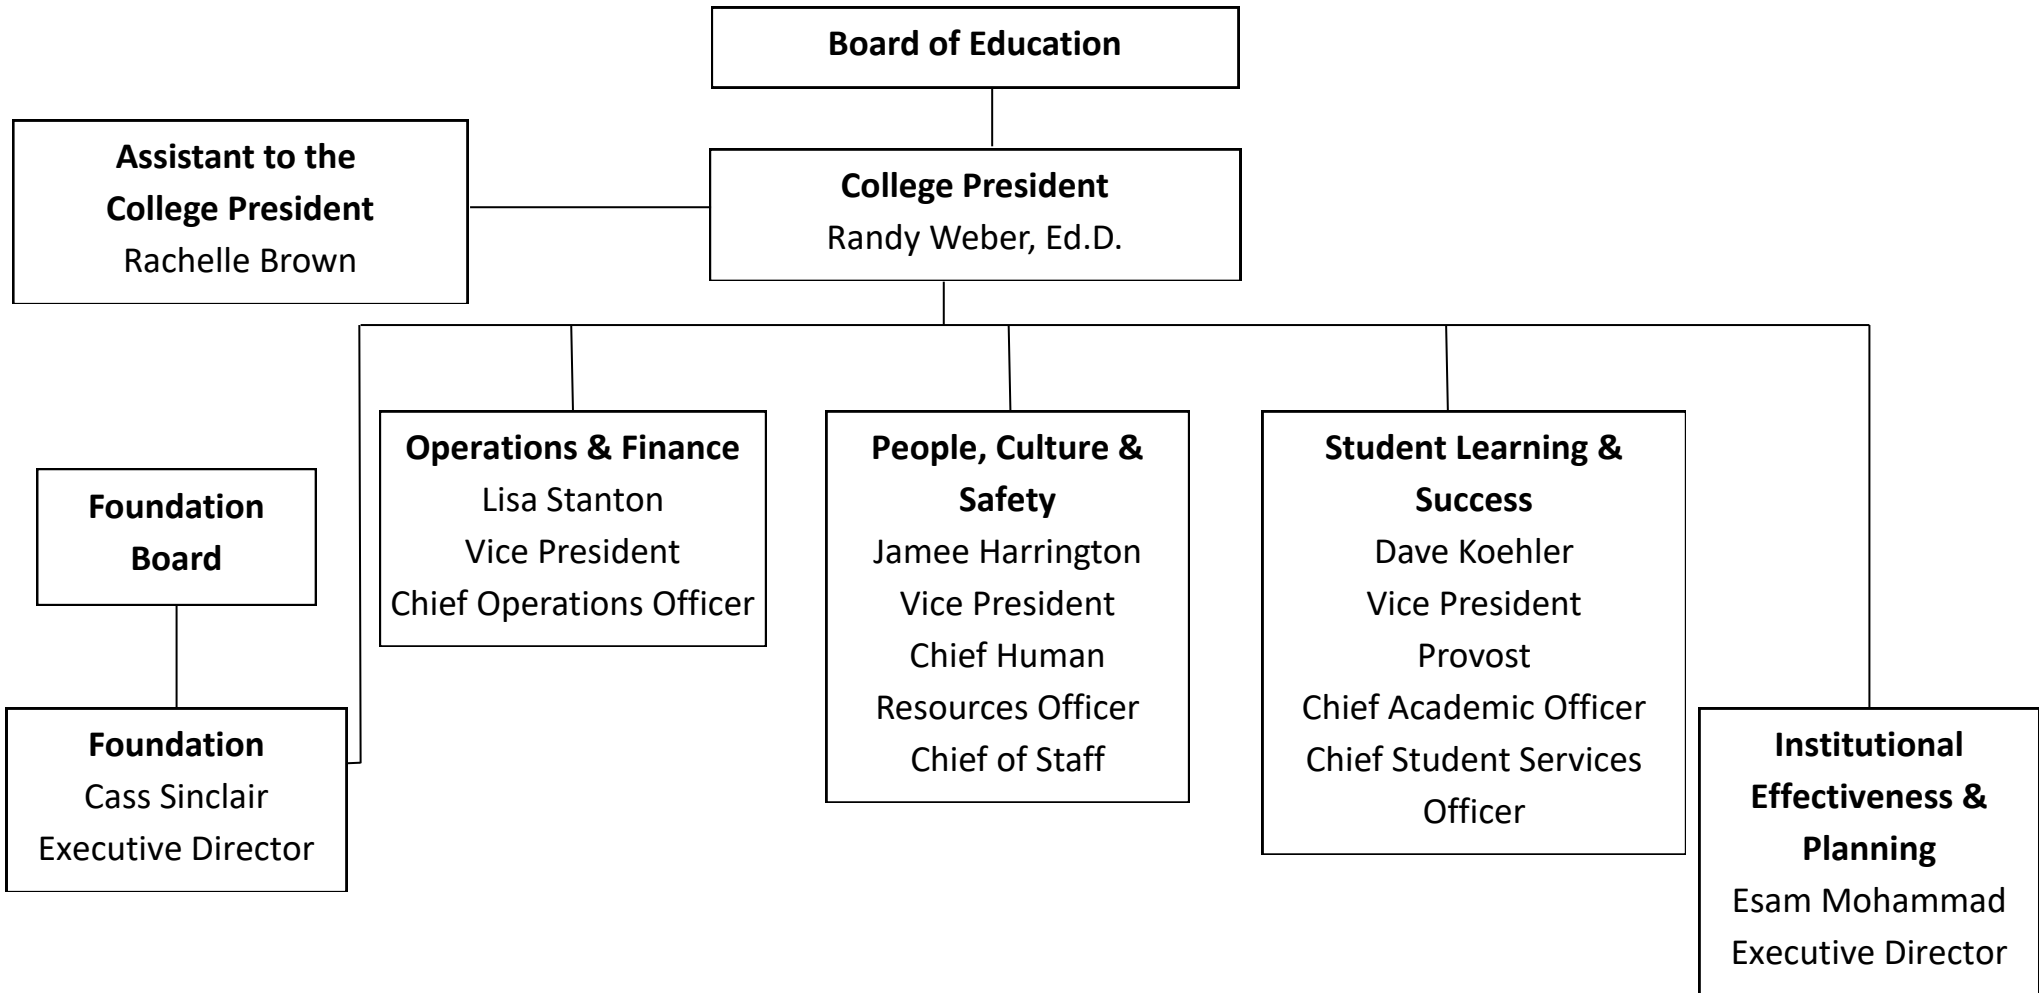 Board of Education
Assistant to the
College President
Rachelle Brown
College President
Randy Weber, Ed.D.
Foundation
Board
Foundation
Cass Sinclair
Executive Director
Operations & Finance
Lisa Stanton
Vice President
Chief Operations Officer
People, Culture &
Safety
Jamee Harrington
Vice President
Chief Human
Resources Officer
Chief of Staff
Student Learning &
Success
Dave Koehler
Vice President
Provost
Chief Academic Officer
Chief Student Services
Officer
Institutional
Effectiveness &
Planning
Esam Mohammad
Executive Director